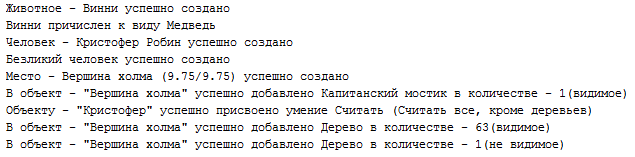 Животное - Винни успешно создано
Винни причислен к виду Медведь
Человек - Кристофер Робин успешно создано
Безликий человек успешно создано
Место - Вершина холма (9.75/9.75) успешно создано
В объект - "Вершина холма" успешно добавлено Капитанский мостик в количестве - 1(видимое)
Объекту - "Кристофер" успешно присвоено умение Считать (Считать все, кроме деревьев)
В объект - "Вершина холма" успешно добавлено Дерево в количестве - 63(видимое)
В объект - "Вершина холма" успешно добавлено Дерево в количестве - 1(не видимое)